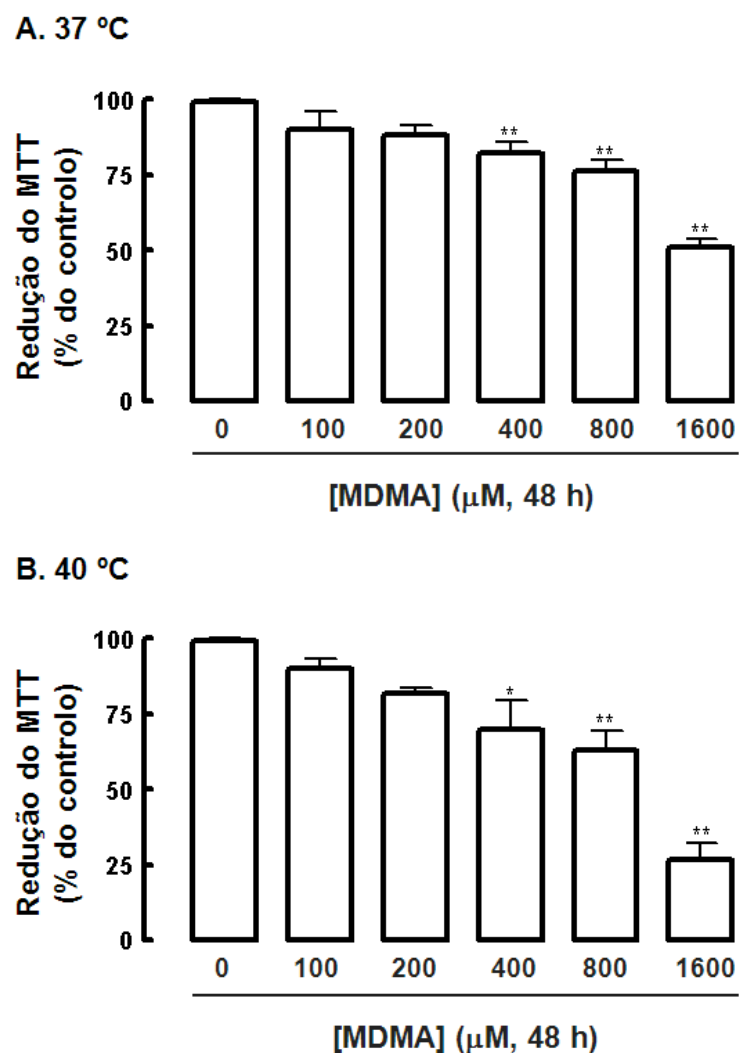 A. 37 ºC
Redução do MTT
(% do controlo)
100
75
50
25
0
**
**
**
0 100 200 400 800 1600
[MDMA] (μM, 48 h)
B. 40 ºC
Redução do MTT
(% do controlo)
100
75
50
25
0
*
**
**
0 100 200 400 800 1600
[MDMA] (μM, 48 h)